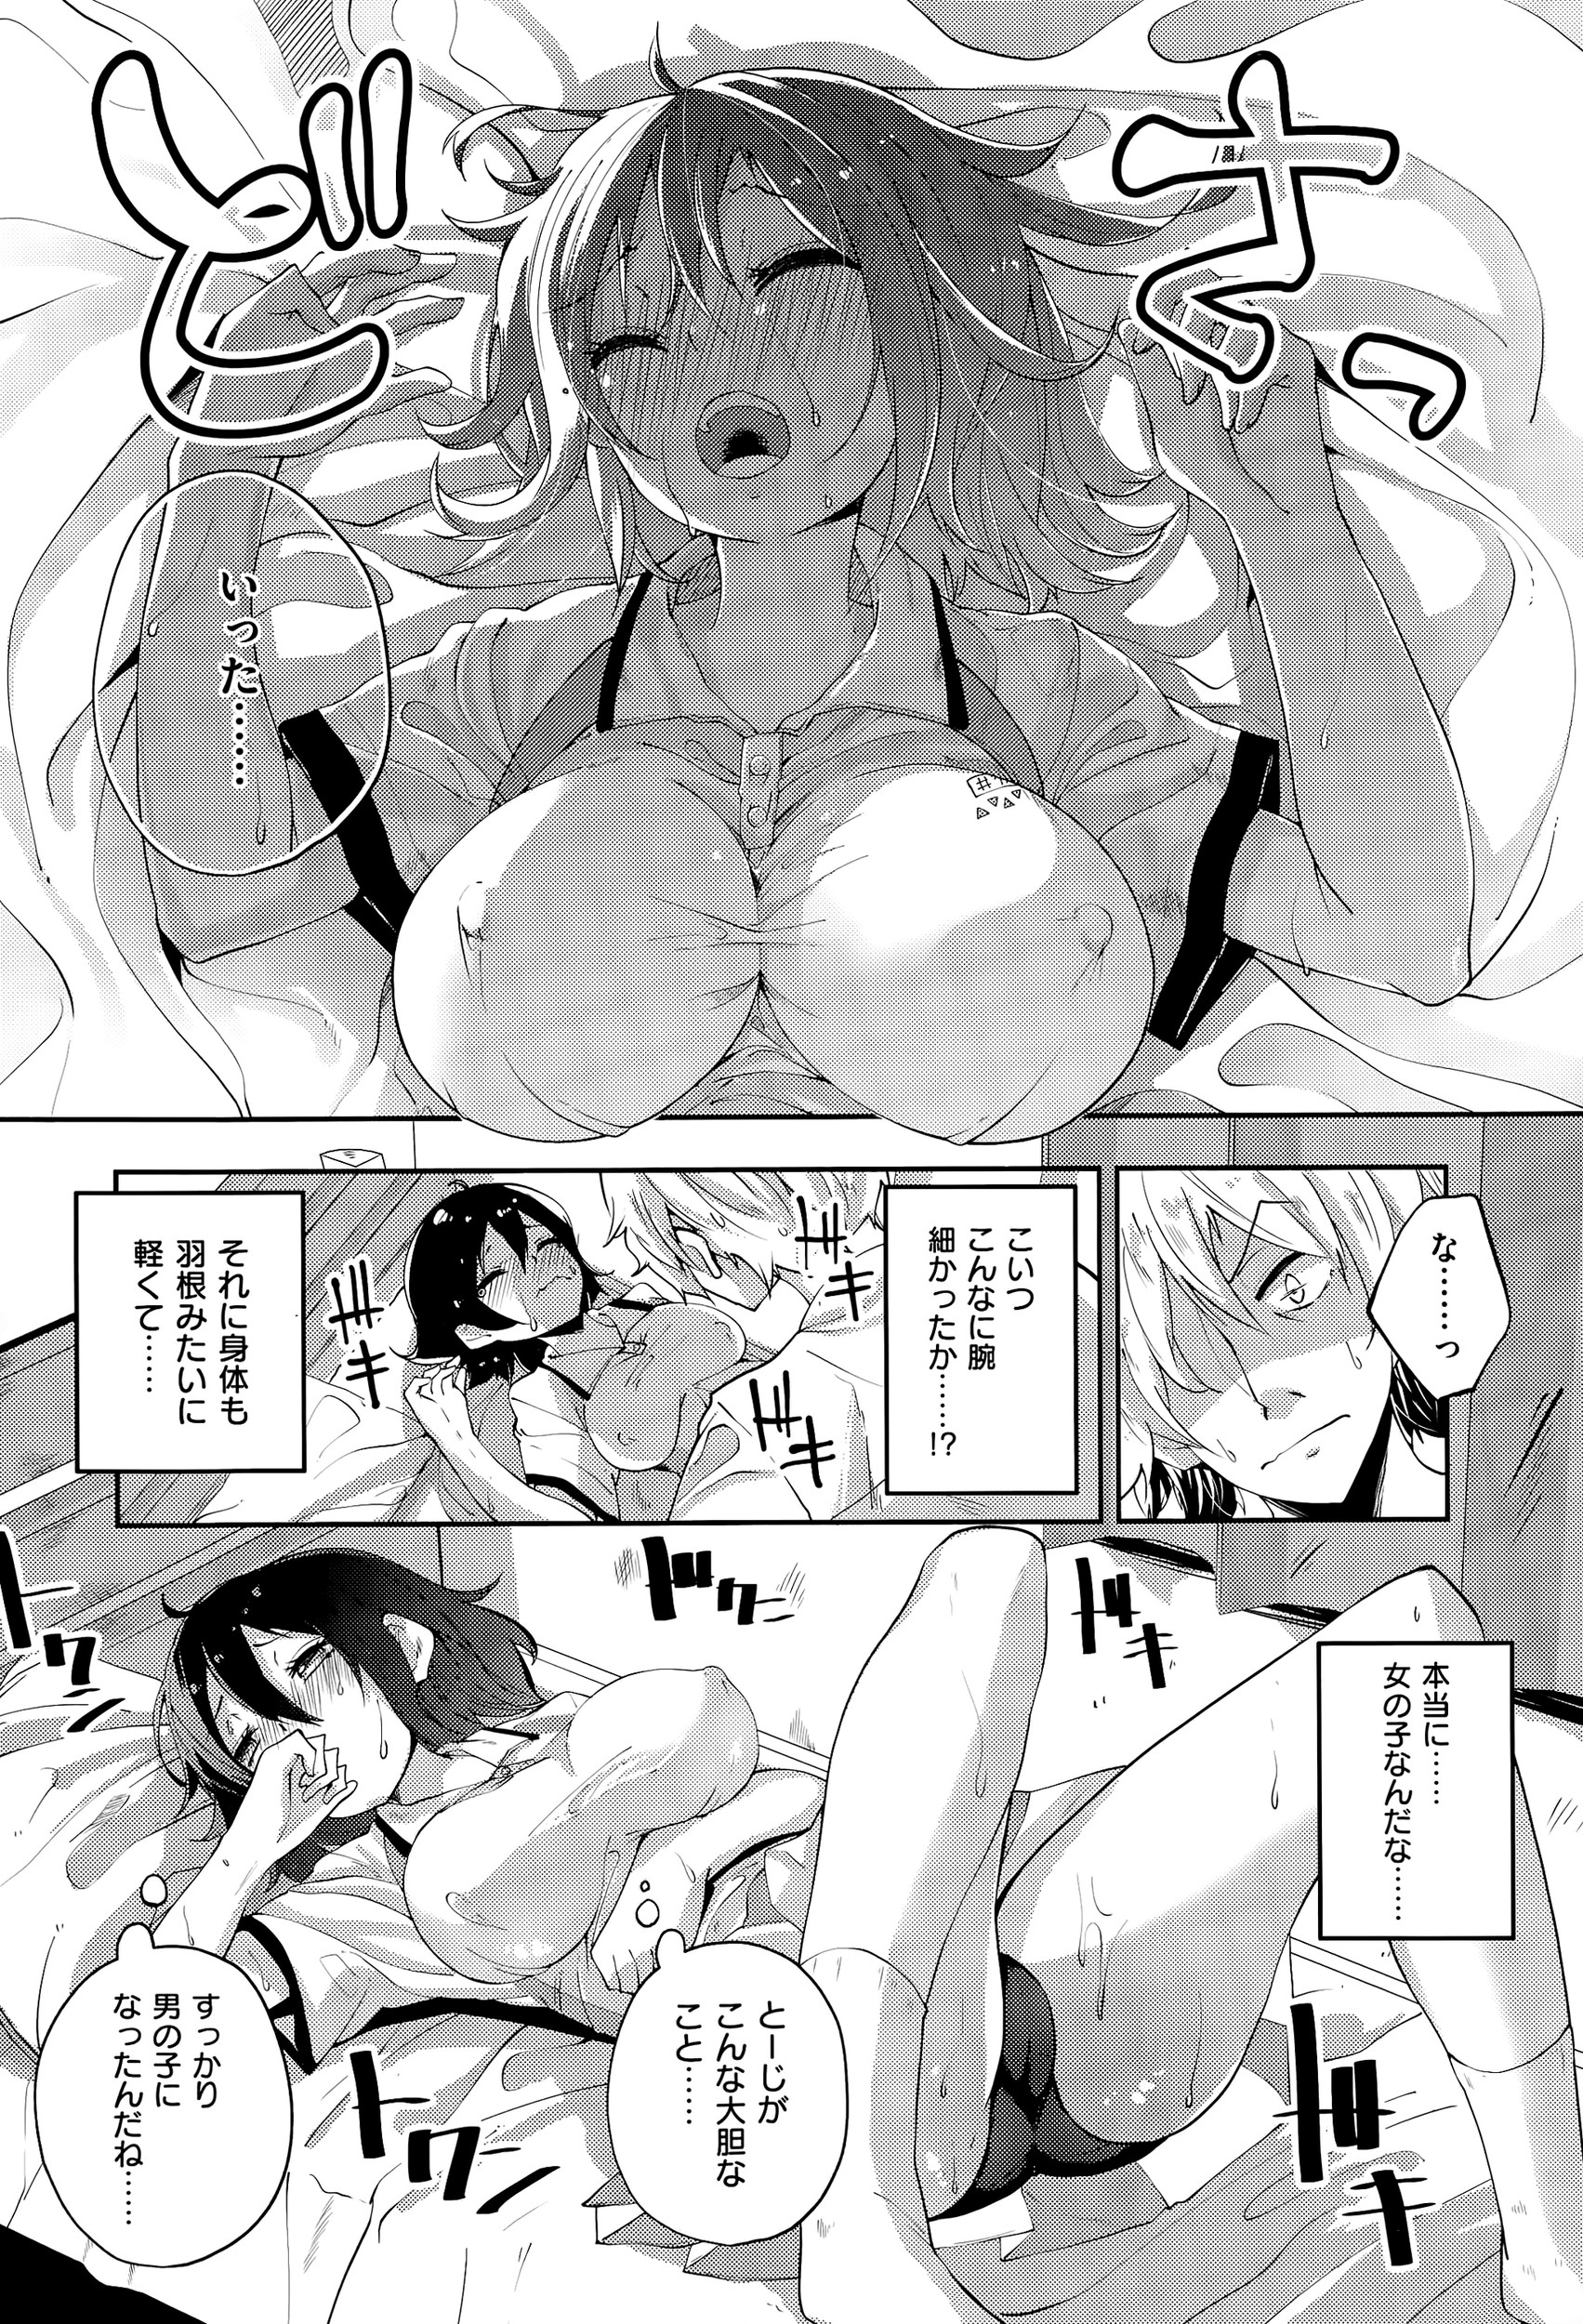 ドサっ
いった……
な……っ
こいつ
こんなに腕
細かったか……!?
ドキ
ドキ
ドキ
それに身体も
羽根みたいに
軽くて……
本当に……
女の子なんだな……
ドキ
ドクン
トクン
とーじが
こんな大胆な
こと……
すっかり
男の子に
なったんだね……
ドキ
トクン